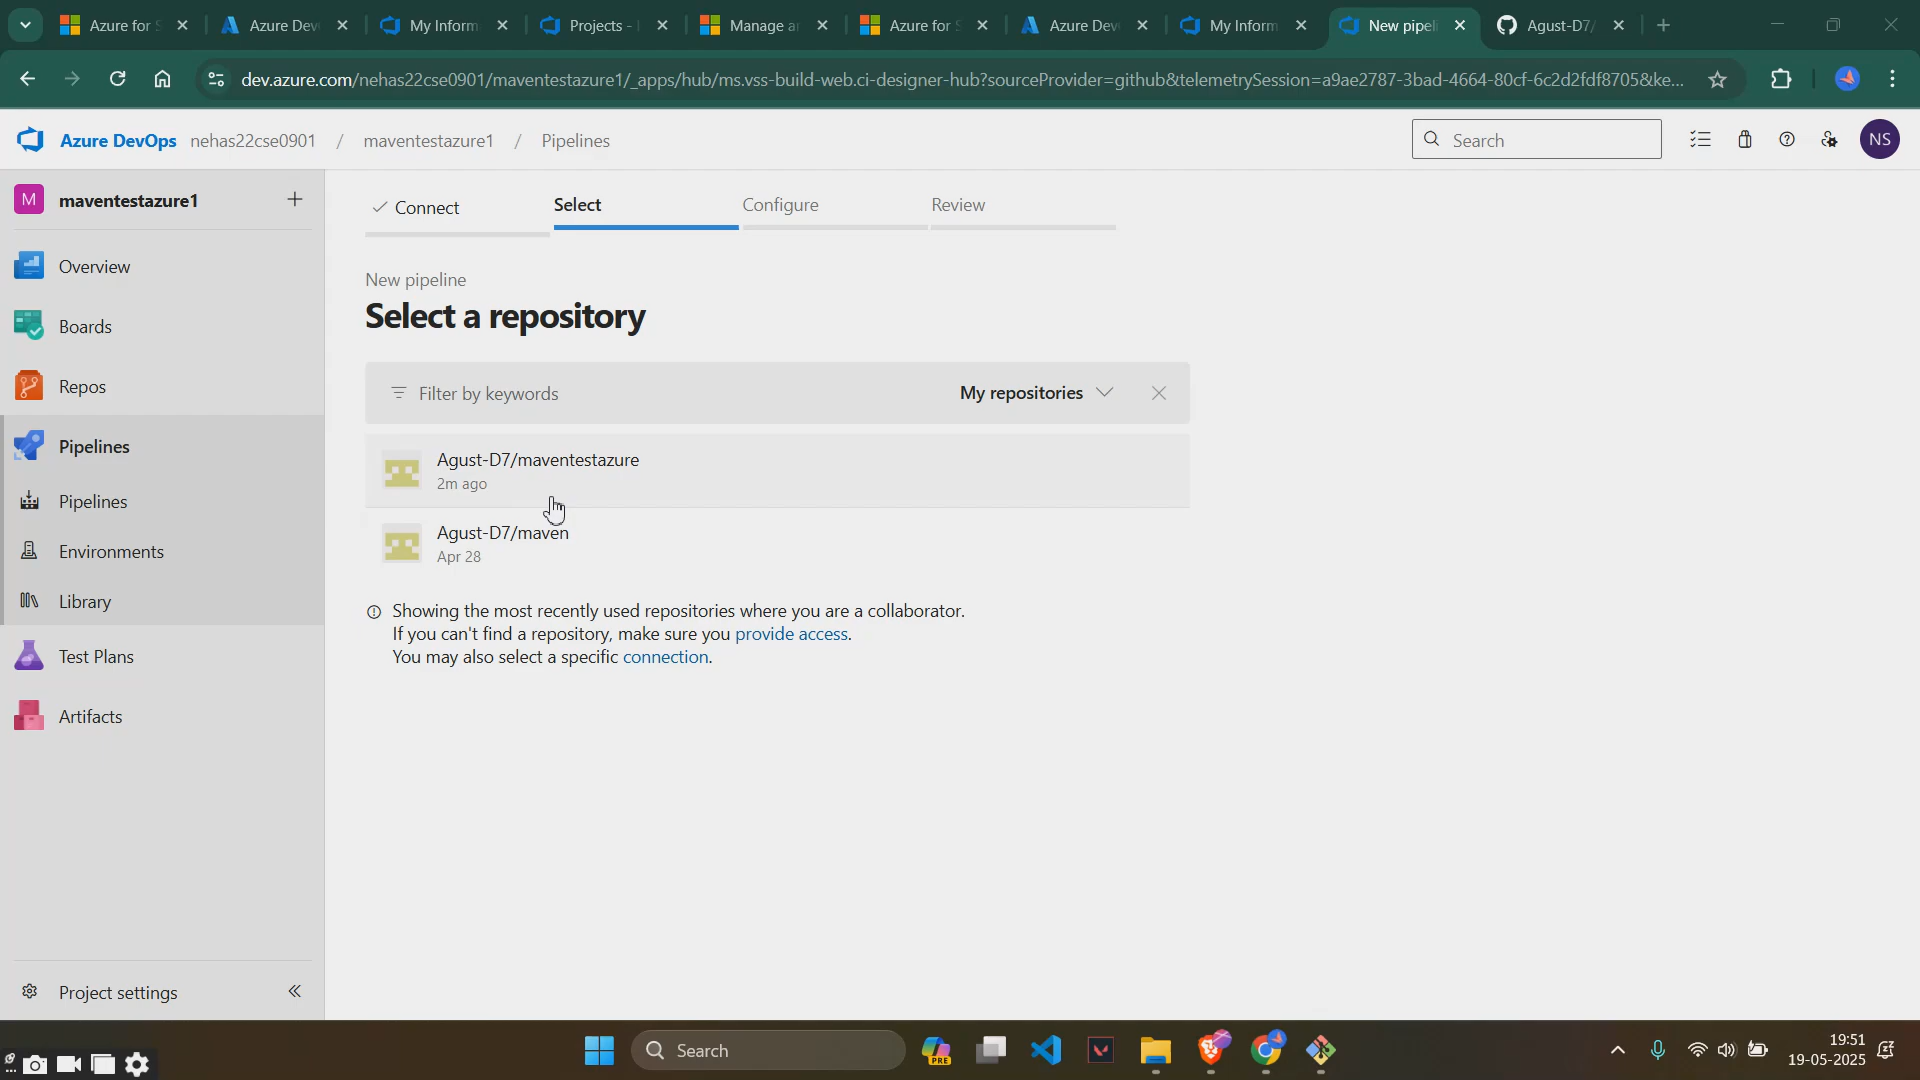 Azure for S
Azure Dev
My Inform
Projects -
Manage a
Azure for S
Azure Dev
My Inform
New pipeli
Agust-D7/
dev.azure.com/nehas22cse0901/maventestazure1/_apps/hub/ms.vss-build-web.ci-designer-hub?sourceProvider=github&telemetrySession=a9ae2787-3bad-4664-80cf-6c2d2fdf8705&ke...
Azure DevOps nehas22cse0901 / maventestazure1 / Pipelines
Search
NS
M maventestazure1
Overview
Boards
Repos
Pipelines
Pipelines
Environments
Library
Test Plans
Artifacts
Project settings
Connect
Select
Configure
Review
New pipeline
Select a repository
Filter by keywords
My repositories
Agust-D7/maventestazure
2m ago
Agust-D7/maven
Apr 28
Showing the most recently used repositories where you are a collaborator.
If you can't find a repository, make sure you provide access.
You may also select a specific connection.
Search
PRE
19:51
19-05-2025